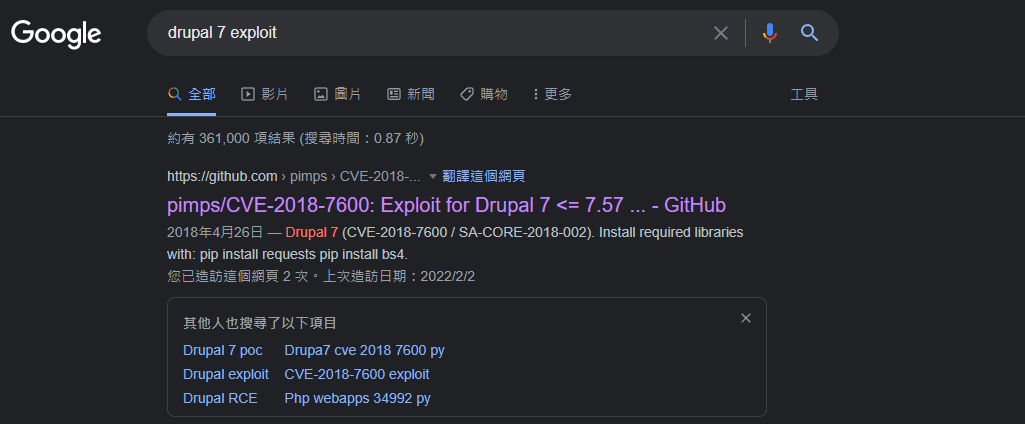 Google
drupal 7 exploit
全部 影片 圖片 新聞 購物 更多 工具
約有 361,000 項結果 (搜尋時間：0.87 秒)
https://github.com › pimps › CVE-2018-... 翻譯這個網頁
pimps/CVE-2018-7600: Exploit for Drupal 7 <= 7.57 ... - GitHub
2018年4月26日 — Drupal 7 (CVE-2018-7600 / SA-CORE-2018-002). Install required libraries
with: pip install requests pip install bs4.
您已造訪這個網頁 2 次。上次造訪日期：2022/2/2
其他人也搜尋了以下項目
Drupal 7 poc Drupa7 cve 2018 7600 py
Drupal exploit CVE-2018-7600 exploit
Drupal RCE Php webapps 34992 py